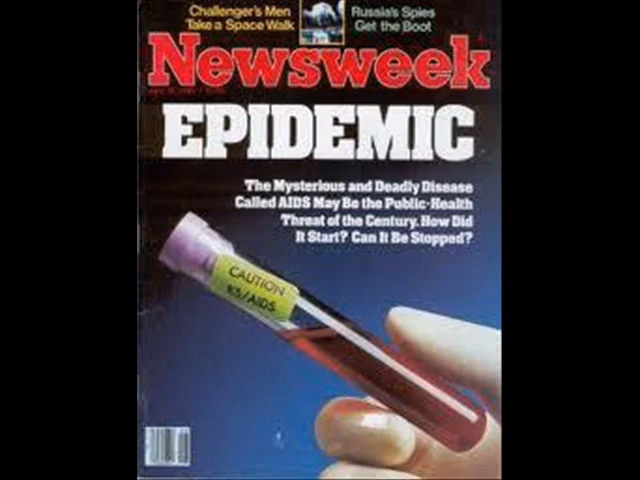 Challenger's Men
Take a Space Walk
Russia's Spies
Get the Boot
Newsweek
EPIDEMIC
The Mysterious and Deadly Disease
Called AIDS May Be the Public-Health
Threat of the Century. How Did
It Start? Can It Be Stopped?
CAUTION
KS/AIDS